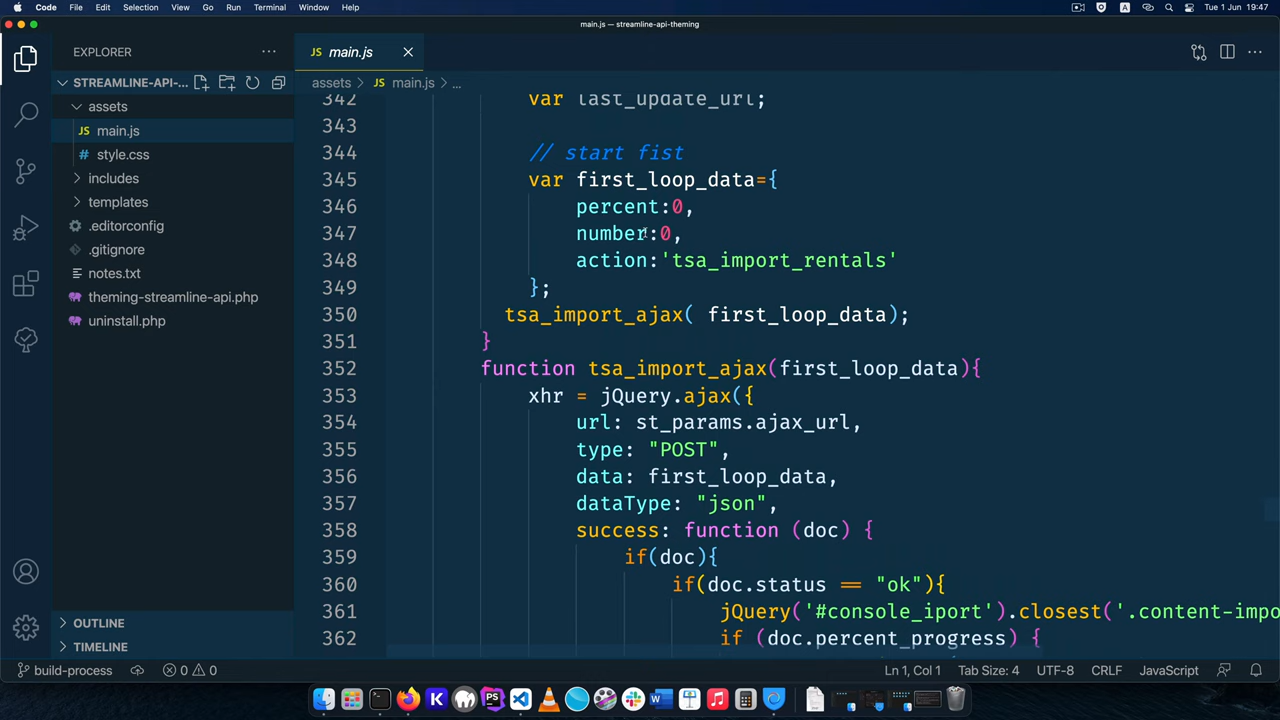 Code File Edit Selection View Go Run Terminal Window Help A Tue 1 Jun 19:47
main.js — streamline-api-theming
EXPLORER ···
JS main.js
STREAMLINE-API-...
assets > JS main.js > ...
assets
JS main.js
# style.css
includes
templates
.editorconfig
.gitignore
notes.txt
theming-streamline-api.php
uninstall.php
OUTLINE
TIMELINE
342 var last_update_url;
343
344 // start fist
345 var first_loop_data={
346 percent:0,
347 number:0,
348 action:'tsa_import_rentals'
349 };
350 tsa_import_ajax( first_loop_data);
351 }
352 function tsa_import_ajax(first_loop_data){
353 xhr = jQuery.ajax({
354 url: st_params.ajax_url,
355 type: "POST",
356 data: first_loop_data,
357 dataType: "json",
358 success: function (doc) {
359 if(doc){
360 if(doc.status == "ok"){
361 jQuery('#console_iport').closest('.content-impo
362 if (doc.percent_progress) {
build-process 0 0 Ln 1, Col 1 Tab Size: 4 UTF-8 CRLF JavaScript
K PS W